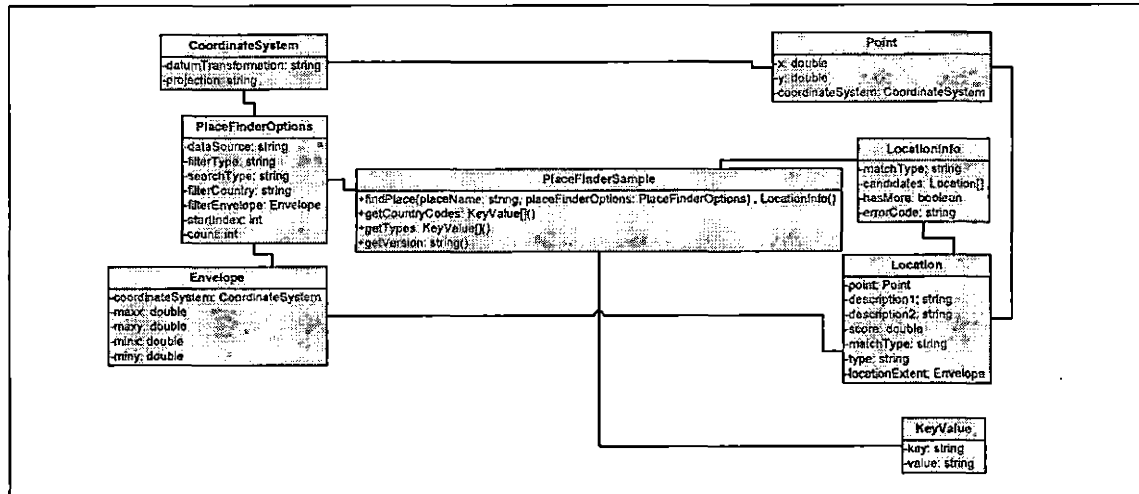 CoordinateSystem
-datumTransformation: string
-projection: string
Point
-x: double
-y: double
-coordinateSystem: CoordinateSystem
PlaceFinderOptions
-dataSource: string
-filterType: string
-searchType: string
-filterCountry: string
-filterEnvelope: Envelope
-startIndex: int
-count: int
PlaceFinderSample
+findPlace(placeName: string, placeFinderOptions: PlaceFinderOptions) , LocationInfo()
+getCountryCodes: KeyValue[]()
+getTypes: KeyValue[]()
+getVersion: string()
LocationInfo
-matchType: string
-candidates: Location[]
-hasMore: boolean
-errorCode: string
Envelope
-coordinateSystem: CoordinateSystem
-maxx: double
-maxy: double
-minx: double
-miny: double
Location
-point: Point
-description1: string
-description2: string
-score: double
-matchType: string
-type: string
-locationExtent: Envelope
KeyValue
-key: string
-value: string